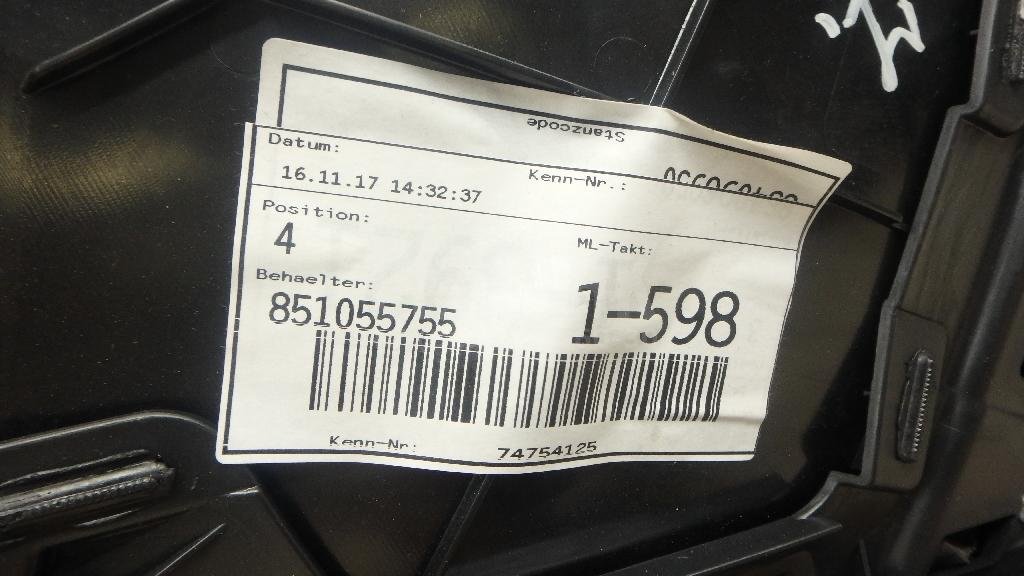 Stanzcode
Datum:
16.11.17 14:32:37
Kenn-Nr.:
Position:
4
ML-Takt:
Behaelter:
851055755
1-598
Kenn-Nr:
74754125